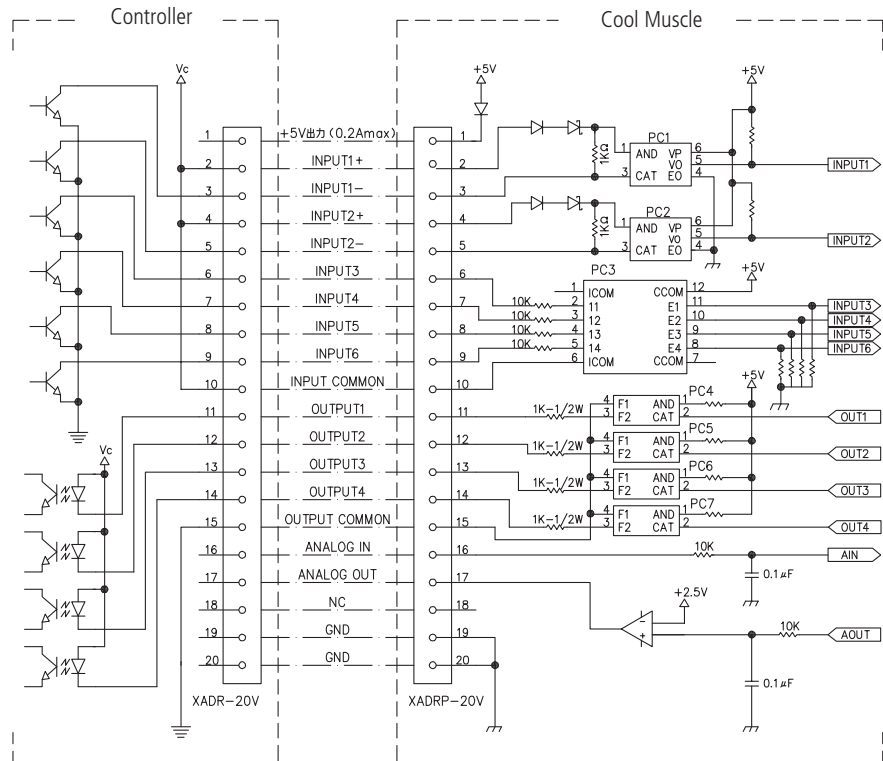 Controller
Cool Muscle
Vc
+5V
+5V
1 +5V出力(0.2Amax) 1
2 INPUT1+ 2
3 INPUT1- 3
4 INPUT2+ 4
5 INPUT2- 5
6 INPUT3 6
7 INPUT4 7
8 INPUT5 8
9 INPUT6 9
10 INPUT COMMON 10
11 OUTPUT1 11
12 OUTPUT2 12
13 OUTPUT3 13
14 OUTPUT4 14
15 OUTPUT COMMON 15
16 ANALOG IN 16
17 ANALOG OUT 17
18 NC 18
19 GND 19
20 GND 20
XADR-20V
XADRP-20V
Vc
PC1
1KΩ
1 AND VP 6
VO 5
3 CAT EO 4
INPUT1
PC2
1KΩ
1 AND VP 6
VO 5
3 CAT EO 4
INPUT2
PC3
+5V
1 ICOM CCOM 12
10K 2 11 E1 11 INPUT3
10K 3 12 E2 10 INPUT4
10K 4 13 E3 9 INPUT5
10K 5 14 E4 8 INPUT6
6 ICOM CCOM 7
+5V
PC4
4 F1 AND 1
1K-1/2W 3 F2 CAT 2 OUT1
PC5
4 F1 AND 1
1K-1/2W 3 F2 CAT 2 OUT2
PC6
4 F1 AND 1
1K-1/2W 3 F2 CAT 2 OUT3
PC7
4 F1 AND 1
1K-1/2W 3 F2 CAT 2 OUT4
10K AIN
0.1µF
+2.5V
-
+
10K AOUT
0.1µF